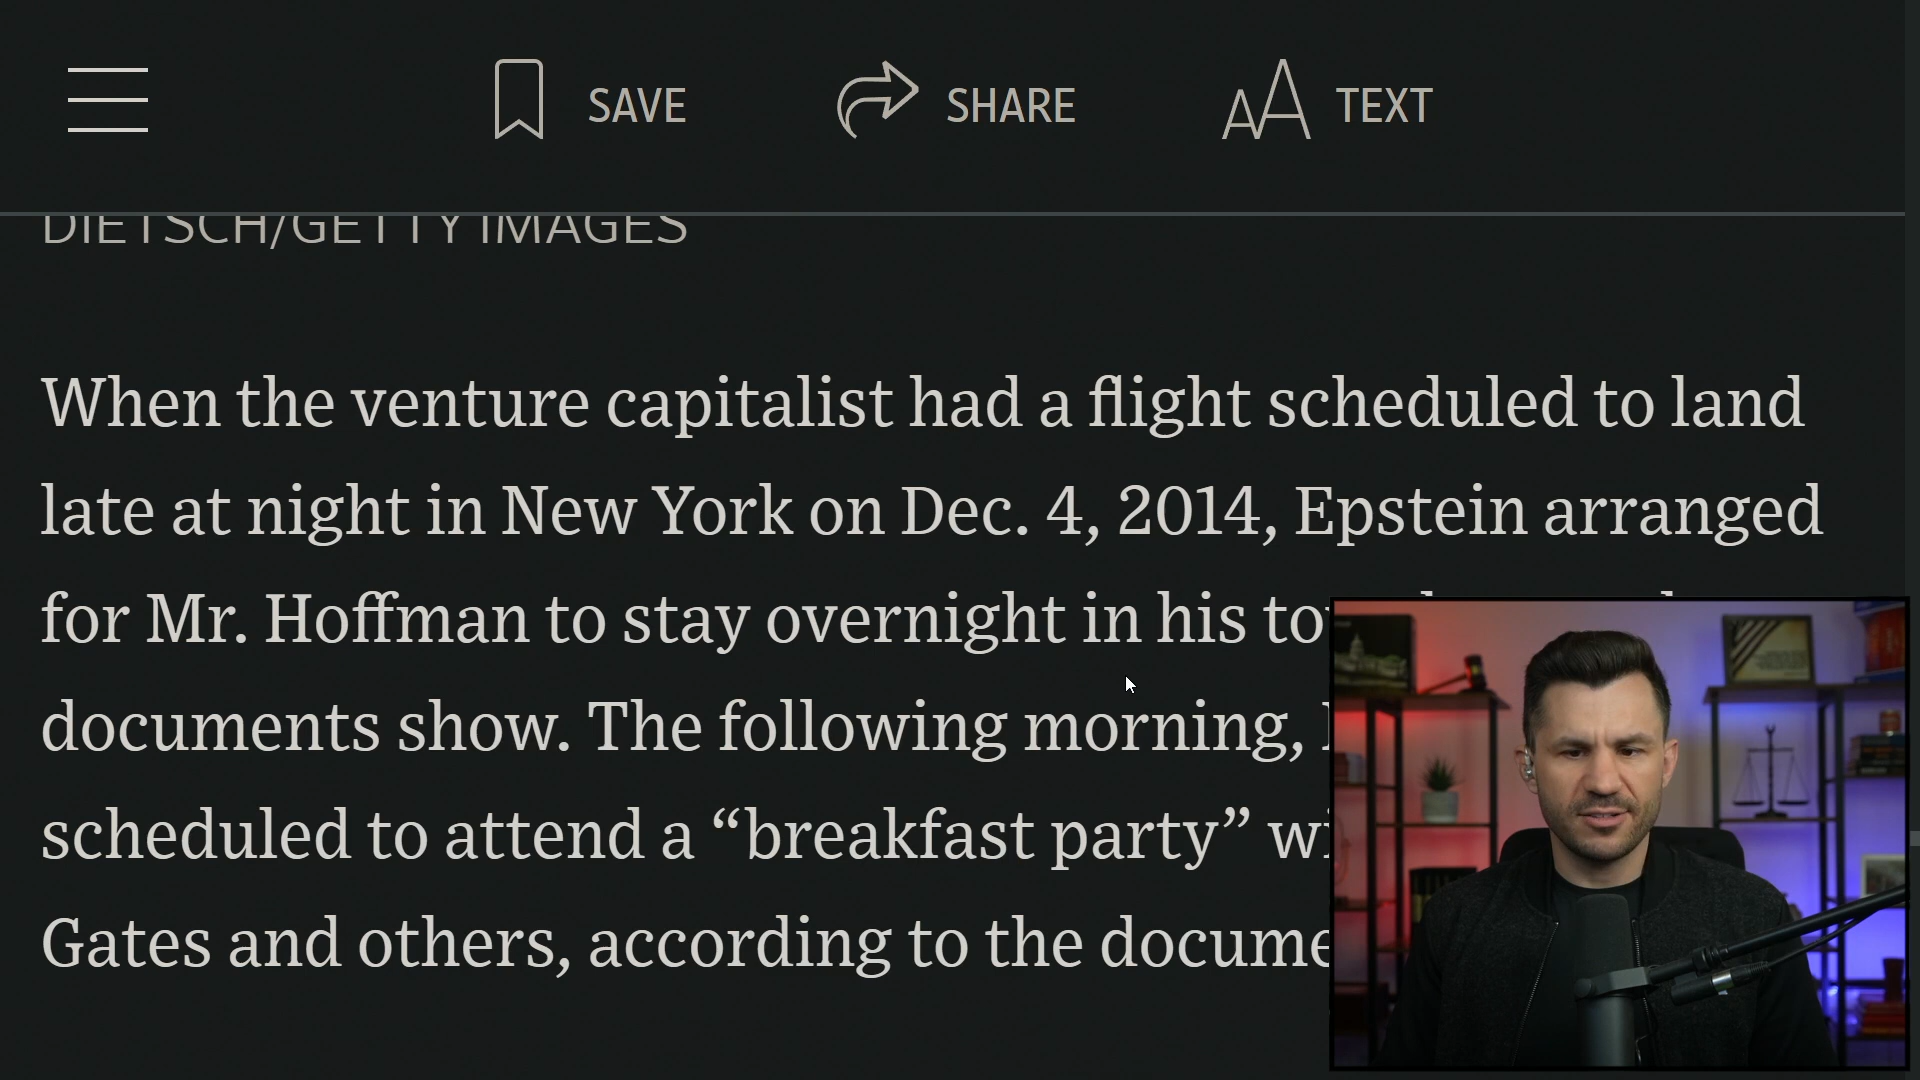 SAVE SHARE TEXT
DIETSCH/GETTY IMAGES
When the venture capitalist had a flight scheduled to land
late at night in New York on Dec. 4, 2014, Epstein arranged
for Mr. Hoffman to stay overnight in his
documents show. The following morning,
scheduled to attend a “breakfast party”
Gates and others, according to the